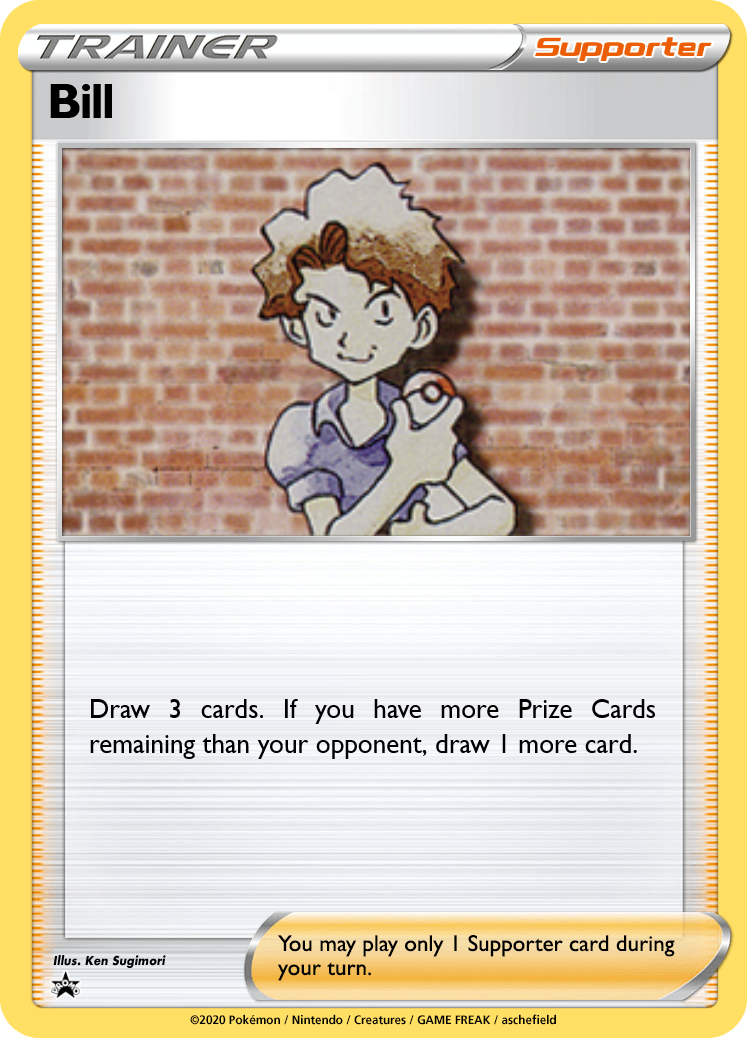 TRAINER
Supporter
Bill
Draw 3 cards. If you have more Prize Cards
remaining than your opponent, draw 1 more card.
You may play only 1 Supporter card during
your turn.
Illus. Ken Sugimori
©2020 Pokémon / Nintendo / Creatures / GAME FREAK / aschefield